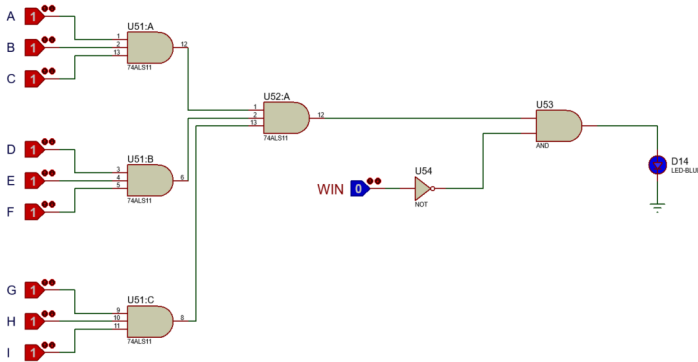 A 1
B 1
C 1
U51:A
1
2
13
12
74ALS11
D 1
E 1
F 1
U51:B
3
4
5
6
74ALS11
G 1
H 1
I 1
U51:C
9
10
11
8
74ALS11
U52:A
1
2
13
12
74ALS11
WIN 0
U54
NOT
U53
AND
D14
LED-BLU